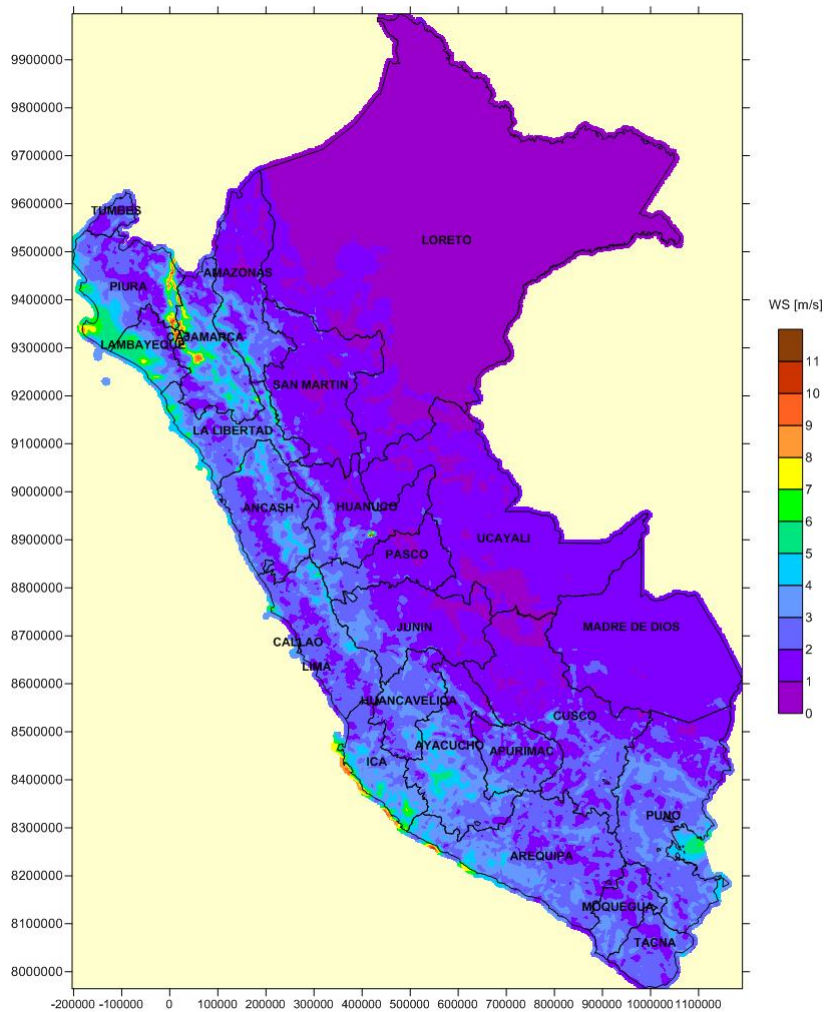 9900000
9800000
9700000
9600000
TUMBES
9500000
LORETO
AMAZONAS
PIURA
9400000
WS [m/s]
CAJAMARCA
LAMBAYEQUE
9300000
11
10
SAN MARTIN
9200000
9
LA LIBERTAD
8
9100000
7
6
9000000
HUANUCO
ANCASH
5
UCAYALI
8900000
4
PASCO
3
8800000
2
JUNIN
MADRE DE DIOS
8700000
CALLAO
1
LIMA
8600000
0
HUANCAVELICA
CUSCO
8500000
AYACUCHO
APURIMAC
ICA
8400000
PUNO
8300000
AREQUIPA
8200000
MOQUEGUA
8100000
TACNA
8000000
-200000 -100000 0 100000 200000 300000 400000 500000 600000 700000 800000 900000 1000000 1100000